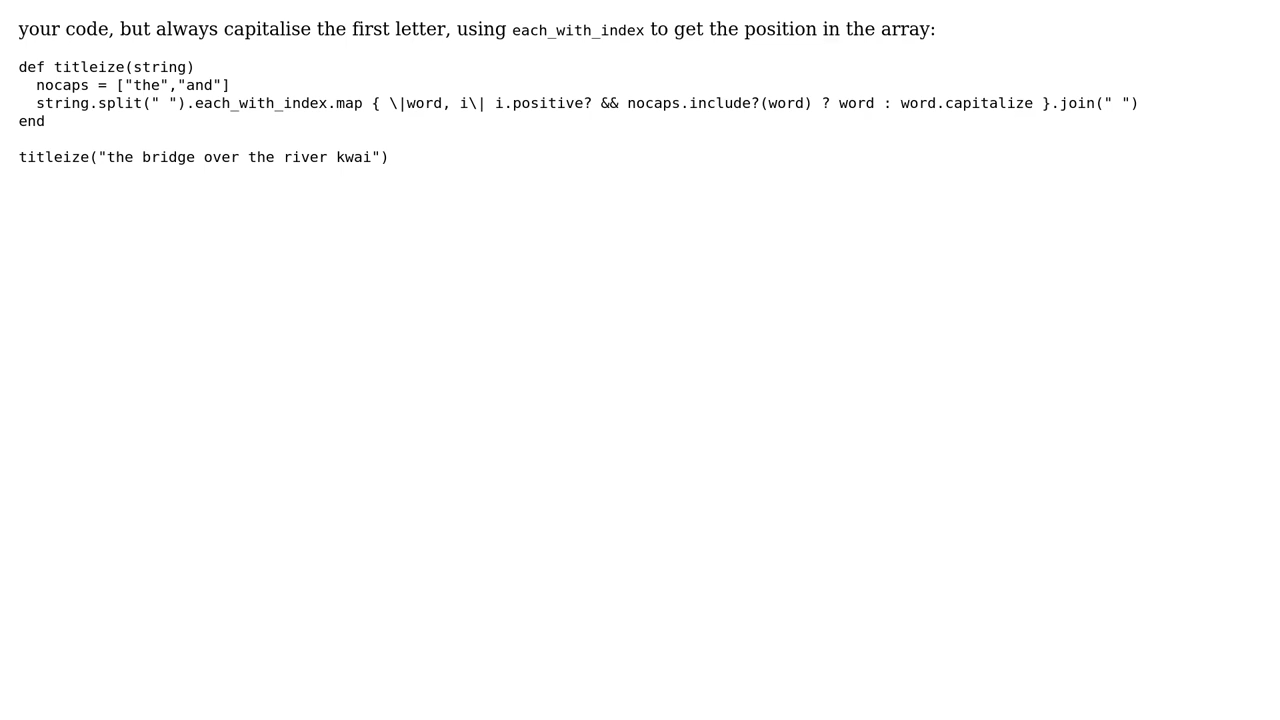 your code, but always capitalise the first letter, using each_with_index to get the position in the array:
def titleize(string)
  nocaps = ["the","and"]
  string.split(" ").each_with_index.map { \|word, i\| i.positive? && nocaps.include?(word) ? word : word.capitalize }.join(" ")
end
titleize("the bridge over the river kwai")